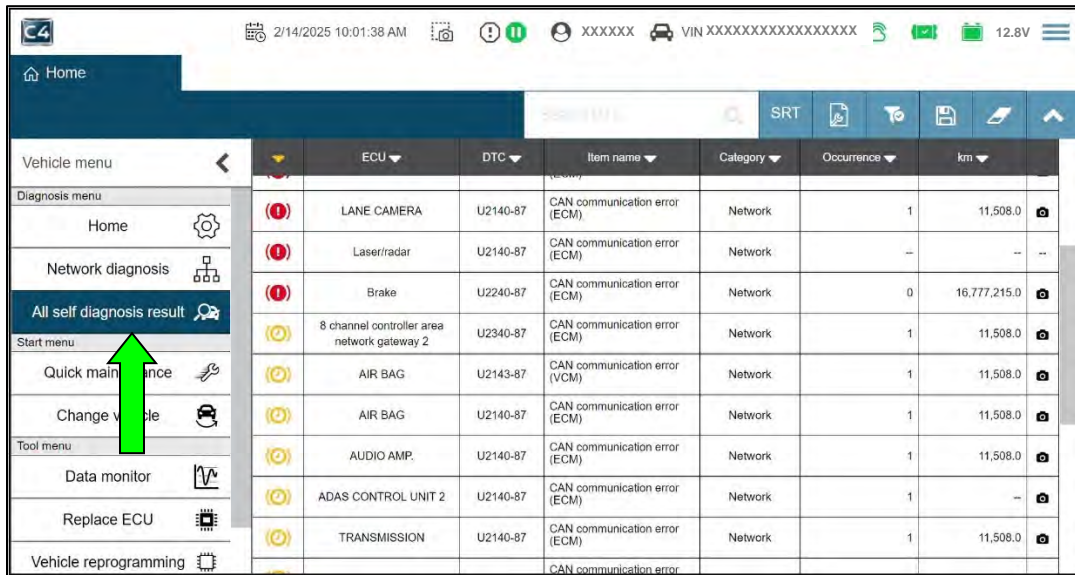 C4
2/14/2025 10:01:38 AM
XXXXXX
VIN XXXXXXXXXXXXXXXXX
12.8V
Home
SRT
Vehicle menu
ECU DTC Item name Category Occurrence km
Diagnosis menu
Home
Network diagnosis
All self diagnosis result
Start menu
Quick
Change
Tool menu
Data monitor
Replace ECU
Vehicle reprogramming
(ECM)
LANE CAMERA U2140-87 CAN communication error
(ECM) Network 1 11,508.0
Laser/radar U2140-87 CAN communication error
(ECM) Network -- -- --
Brake U2240-87 CAN communication error
(ECM) Network 0 16,777,215.0
8 channel controller area
network gateway 2 U2340-87 CAN communication error
(ECM) Network 1 11,508.0
AIR BAG U2143-87 CAN communication error
(VCM) Network 1 11,508.0
AIR BAG U2140-87 CAN communication error
(ECM) Network 1 11,508.0
AUDIO AMP. U2140-87 CAN communication error
(ECM) Network 1 11,508.0
ADAS CONTROL UNIT 2 U2140-87 CAN communication error
(ECM) Network 1 --
TRANSMISSION U2140-87 CAN communication error
(ECM) Network 1 11,508.0
CAN communication error